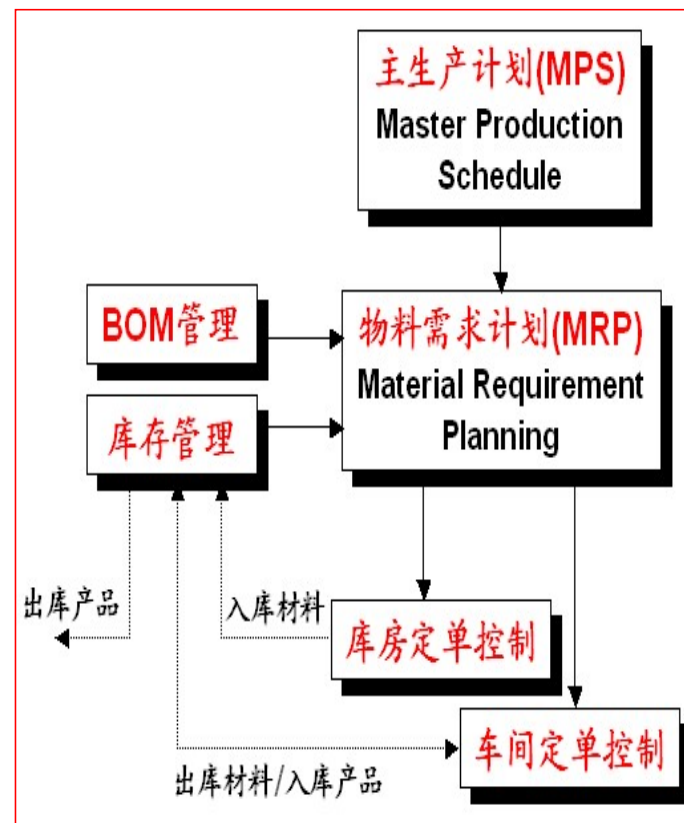 主生产计划(MPS)
Master Production
Schedule
BOM管理
物料需求计划(MRP)
Material Requirement
Planning
库存管理
出库产品
入库材料
库房定单控制
车间定单控制
出库材料/入库产品